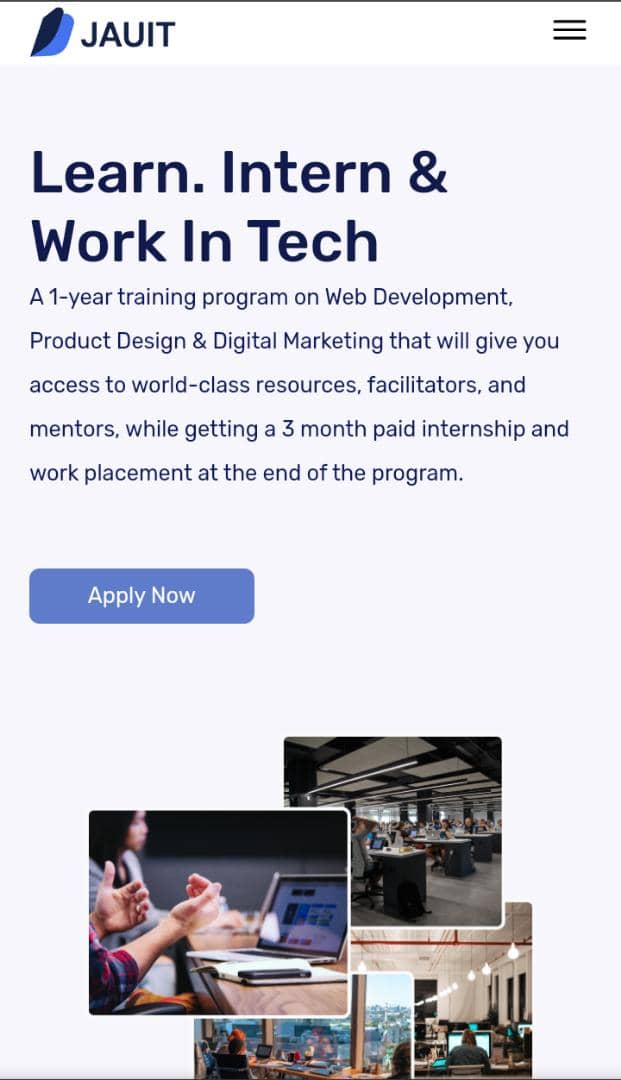 JAUIT
Learn. Intern &
Work In Tech
A 1-year training program on Web Development,
Product Design & Digital Marketing that will give you
access to world-class resources, facilitators, and
mentors, while getting a 3 month paid internship and
work placement at the end of the program.
Apply Now